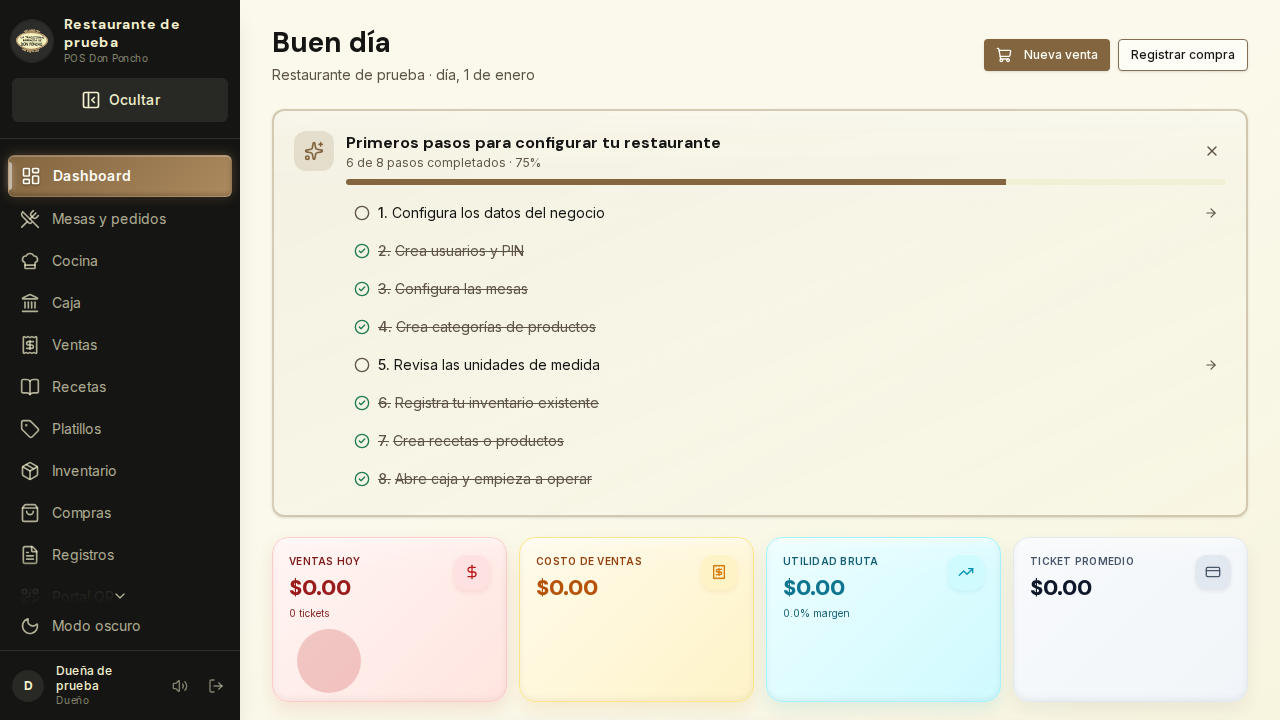 Restaurante de
prueba
POS Don Poncho
Ocultar
Dashboard
Mesas y pedidos
Cocina
Caja
Ventas
Recetas
Platillos
Inventario
Compras
Registros
Portal QR
Modo oscuro
D
Dueña de
prueba
Dueño
Buen día
Restaurante de prueba · día, 1 de enero
Nueva venta
Registrar compra
Primeros pasos para configurar tu restaurante
6 de 8 pasos completados · 75%
1. Configura los datos del negocio
2. Crea usuarios y PIN
3. Configura las mesas
4. Crea categorías de productos
5. Revisa las unidades de medida
6. Registra tu inventario existente
7. Crea recetas o productos
8. Abre caja y empieza a operar
VENTAS HOY
$0.00
0 tickets
COSTO DE VENTAS
$0.00
UTILIDAD BRUTA
$0.00
0.0% margen
TICKET PROMEDIO
$0.00